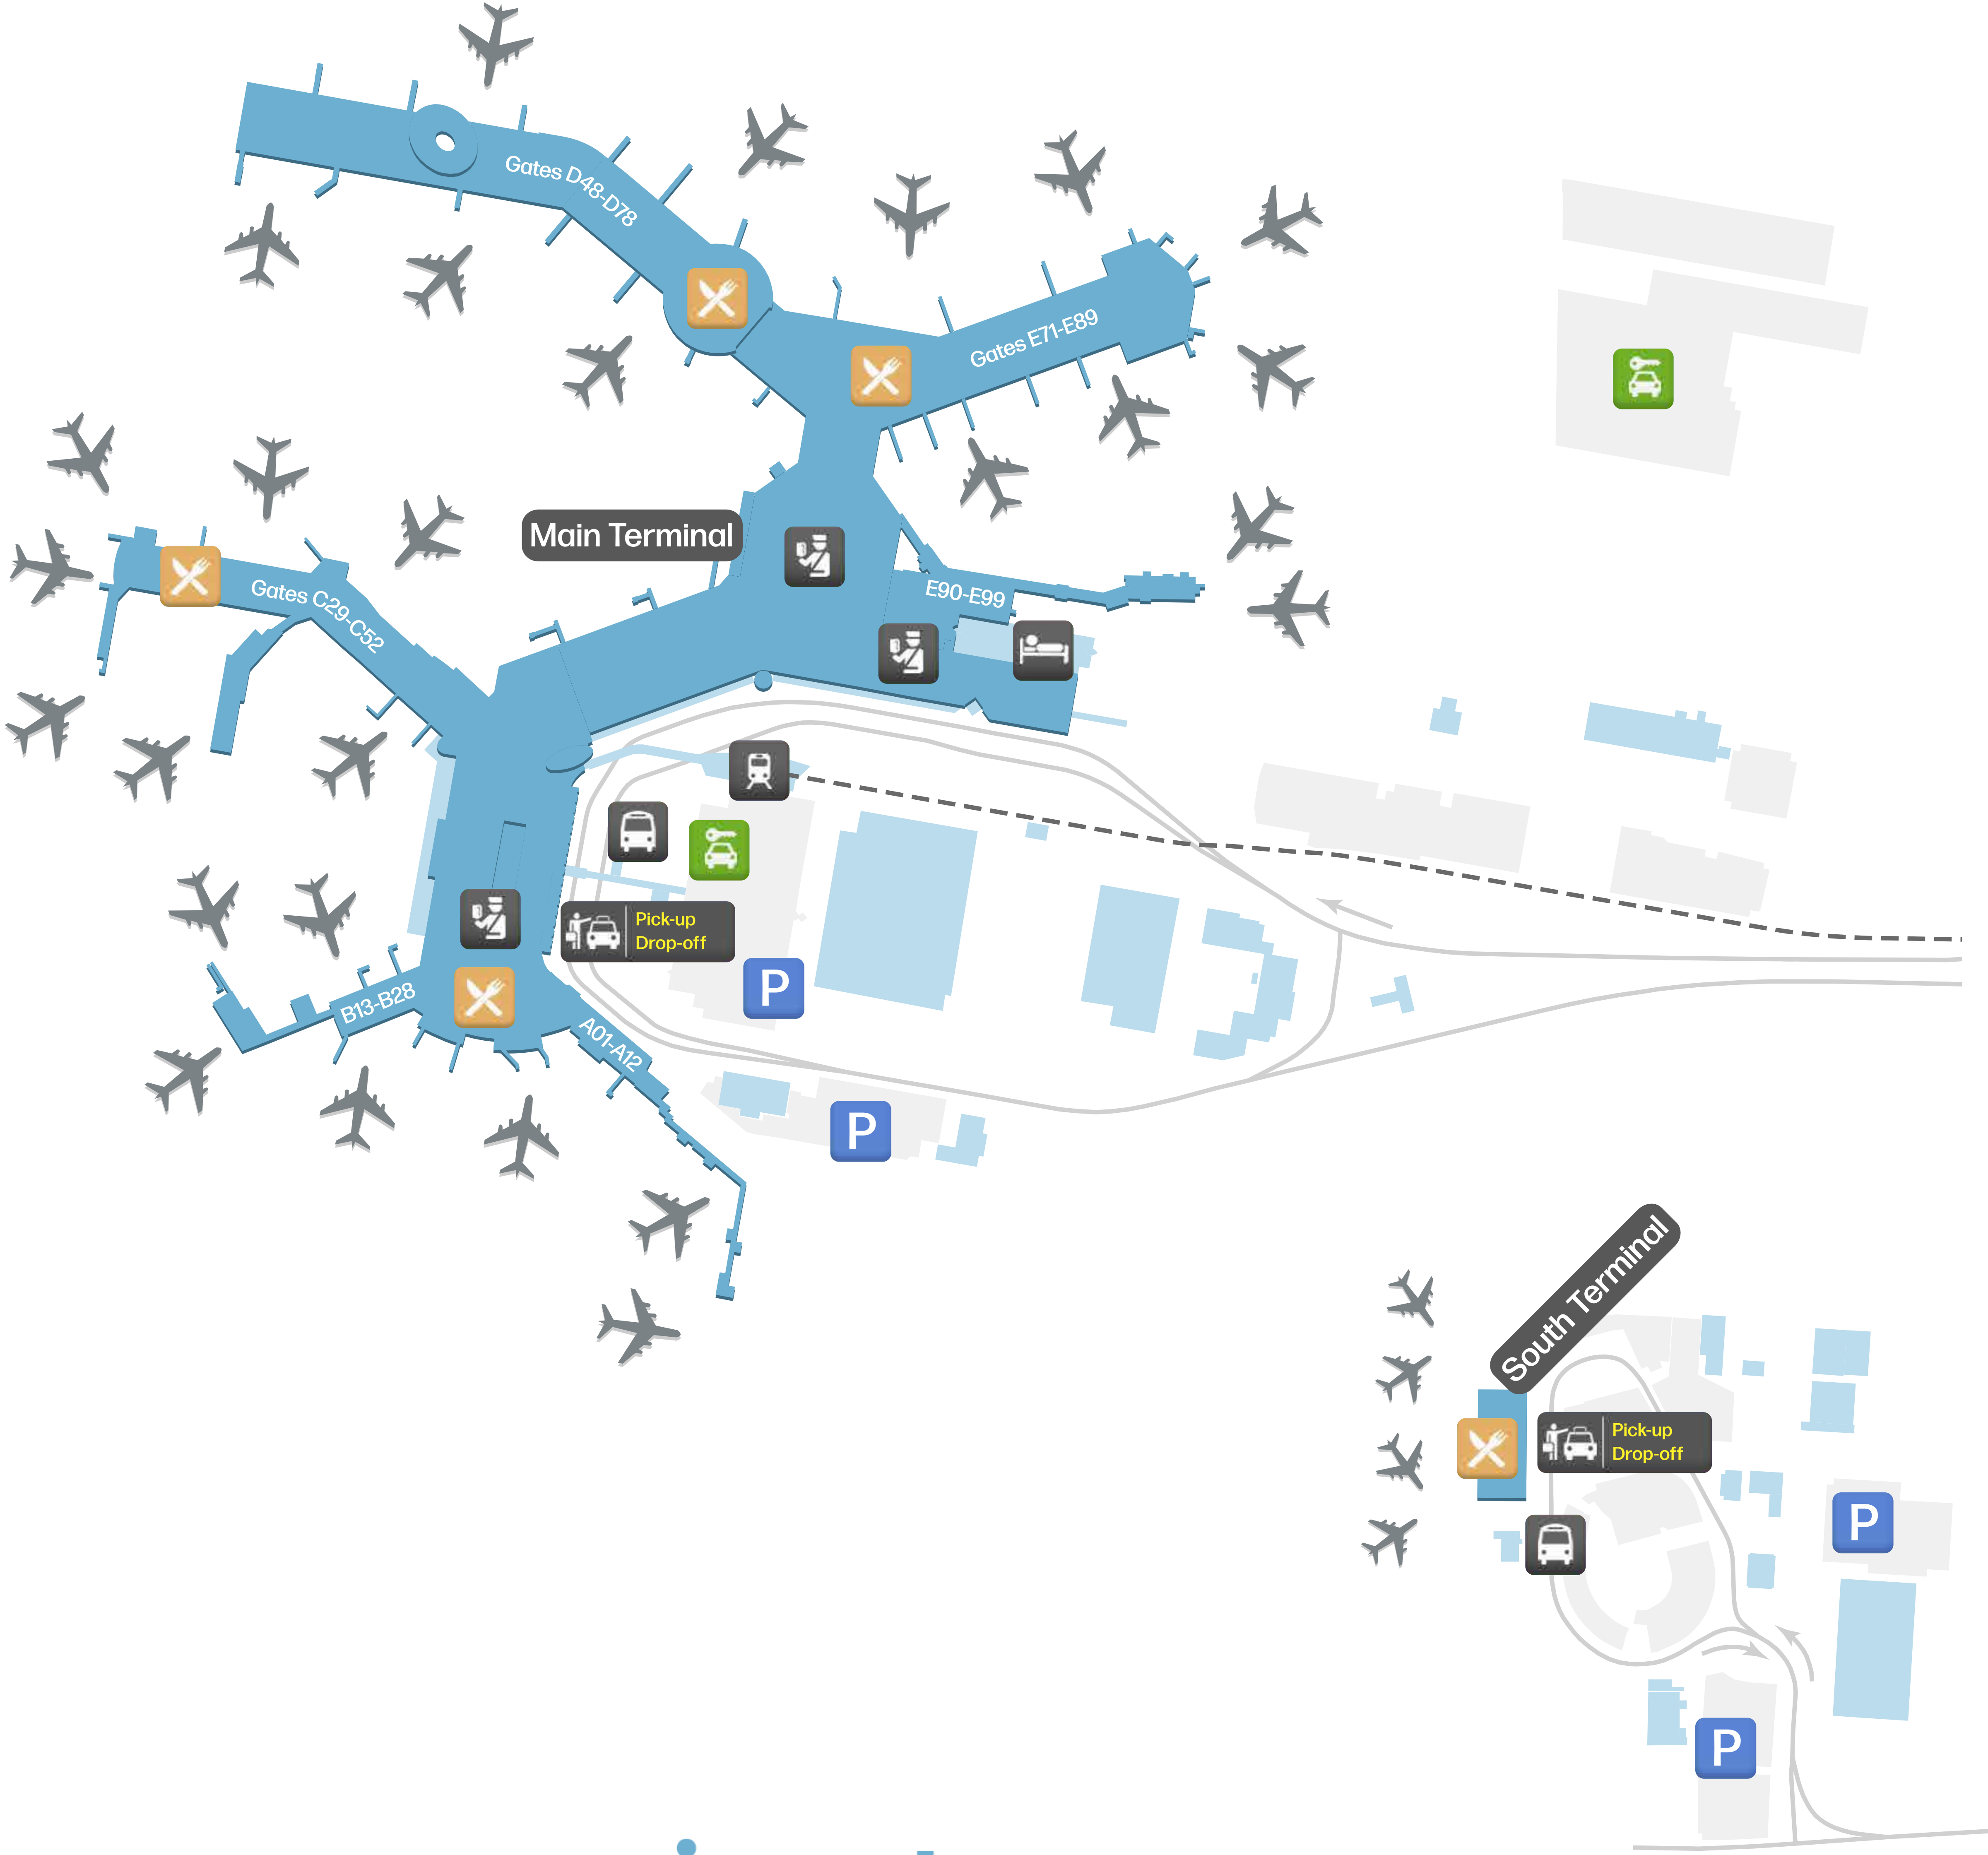 Gates D48-D78
Gates E71-E89
Main Terminal
Gates C29-C52
E90-E99
Pick-up
Drop-off
P
B13-B28
A01-A12
P
South Terminal
Pick-up
Drop-off
P
P